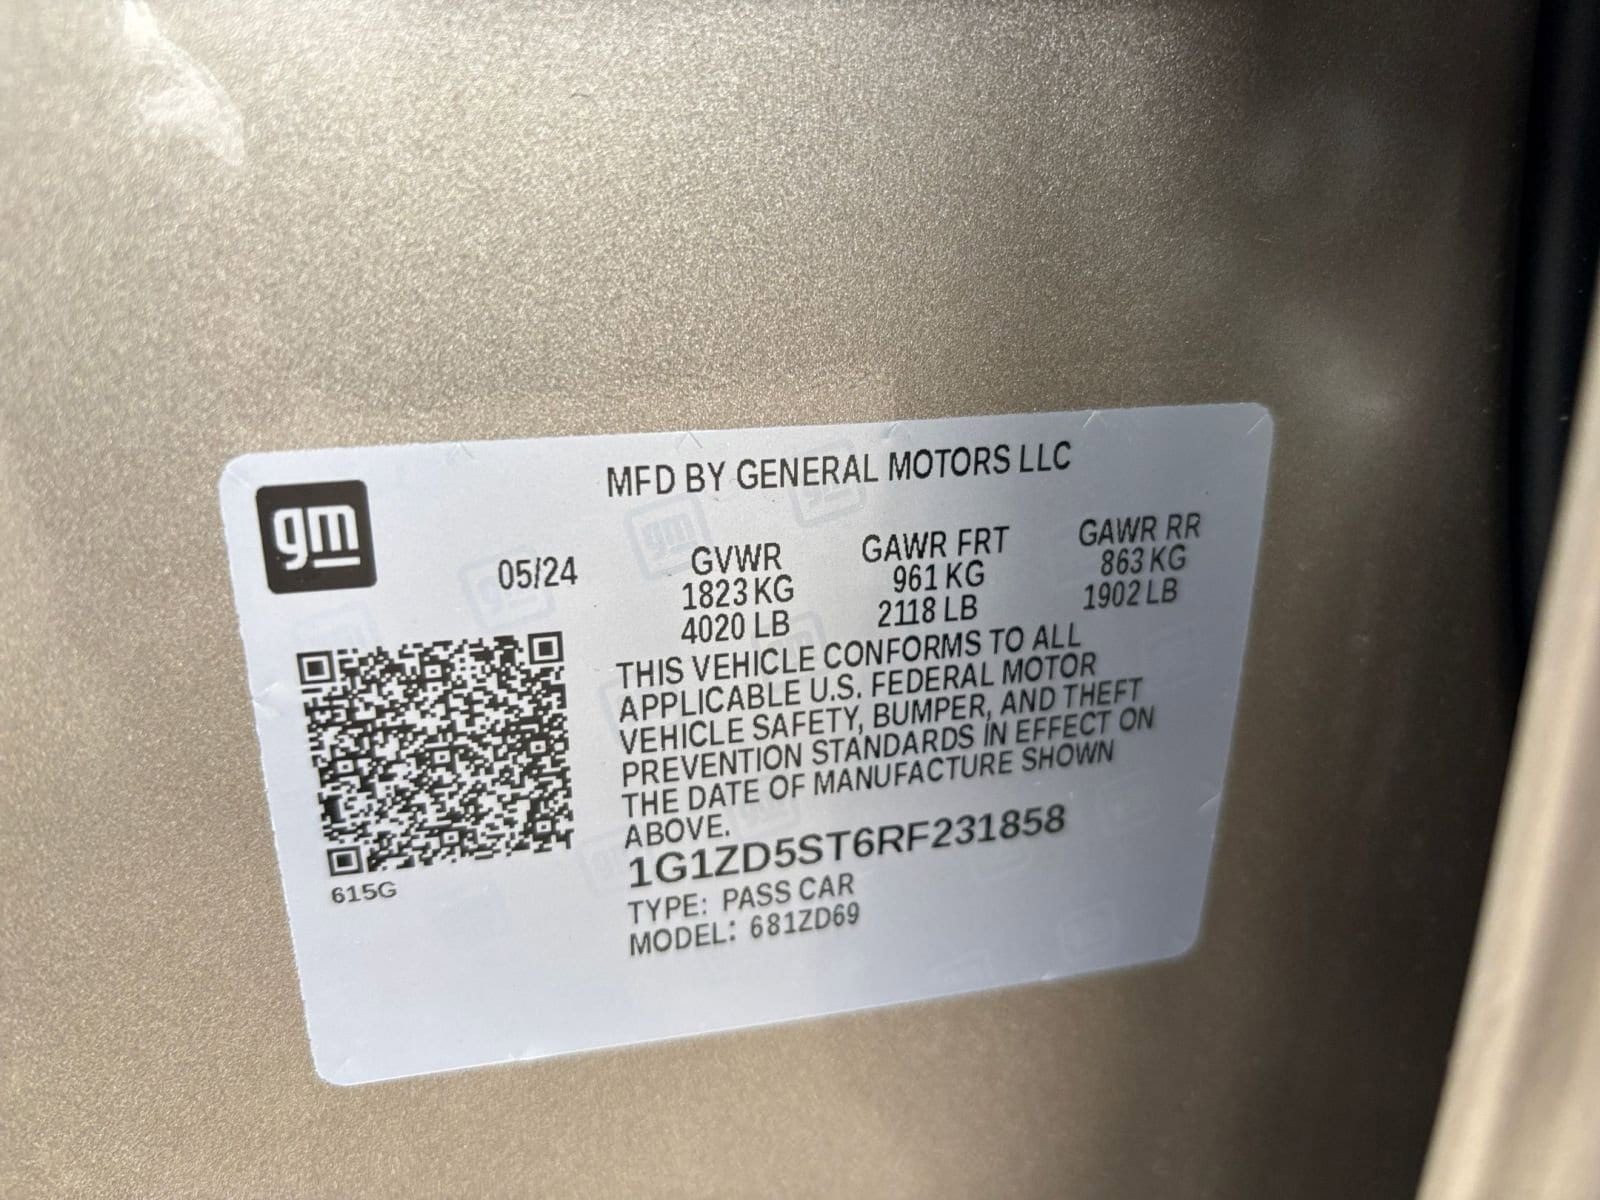 MFD BY GENERAL MOTORS LLC
gm
05/24
GVWR
1823 KG
4020 LB
GAWR FRT
961 KG
2118 LB
GAWR RR
863 KG
1902 LB
THIS VEHICLE CONFORMS TO ALL
APPLICABLE U.S. FEDERAL MOTOR
VEHICLE SAFETY, BUMPER, AND THEFT
PREVENTION STANDARDS IN EFFECT ON
THE DATE OF MANUFACTURE SHOWN
ABOVE.
1G1ZD5ST6RF231858
TYPE: PASS CAR
MODEL: 681ZD69
615G